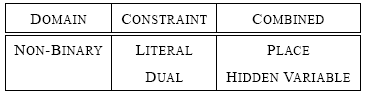 DOMAIN CONSTRAINT COMBINED
NON-BINARY LITERAL PLACE
DUAL HIDDEN VARIABLE